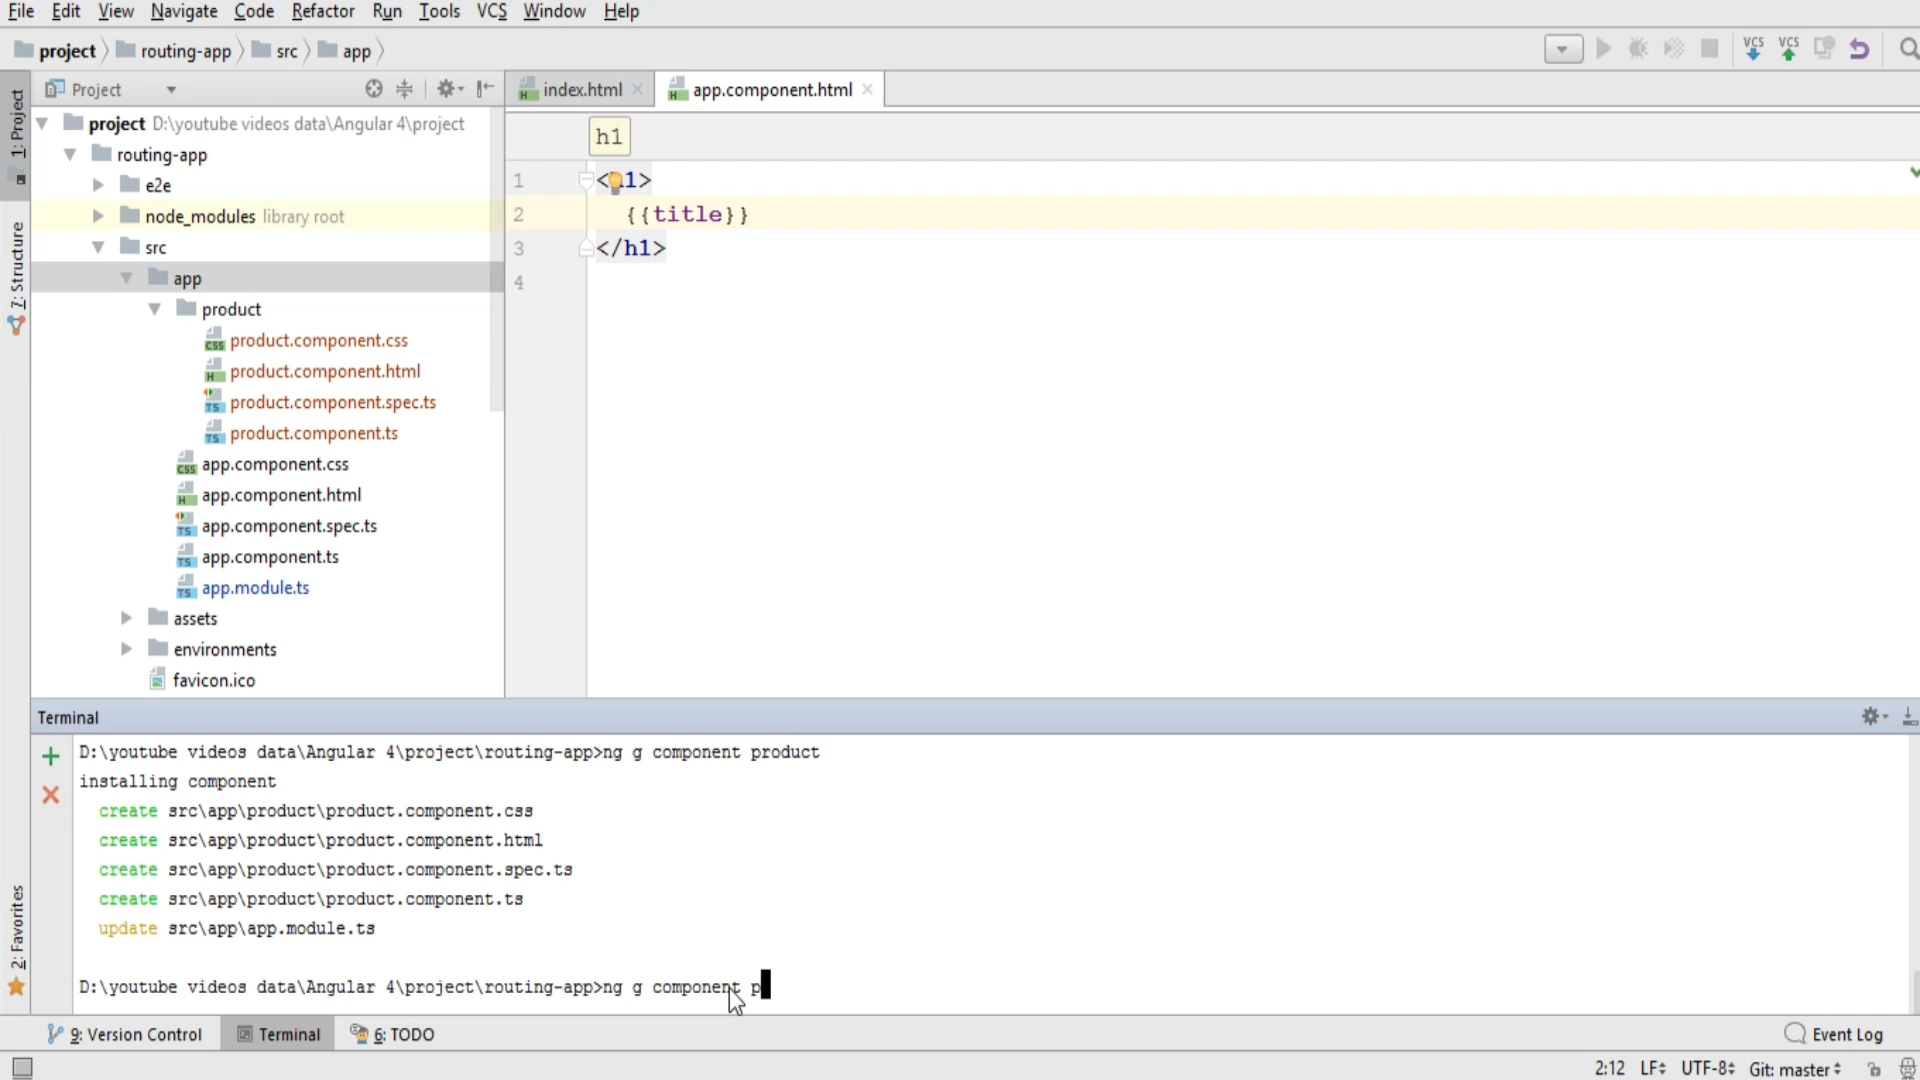 File Edit View Navigate Code Refactor Run Tools VCS Window Help
project routing-app src app
VCS VCS
1: Project
7: Structure
2: Favorites
Project
index.html app.component.html
project D:\youtube videos data\Angular 4\project
routing-app
e2e
node_modules library root
src
app
product
product.component.css
product.component.html
product.component.spec.ts
product.component.ts
app.component.css
app.component.html
app.component.spec.ts
app.component.ts
app.module.ts
assets
environments
favicon.ico
h1
1 <h1>
2 {{title}}
3 </h1>
4
Terminal
D:\youtube videos data\Angular 4\project\routing-app>ng g component product
installing component
create src\app\product\product.component.css
create src\app\product\product.component.html
create src\app\product\product.component.spec.ts
create src\app\product\product.component.ts
update src\app\app.module.ts
D:\youtube videos data\Angular 4\project\routing-app>ng g component p
9: Version Control Terminal 6: TODO Event Log
2:12 LF UTF-8 Git: master